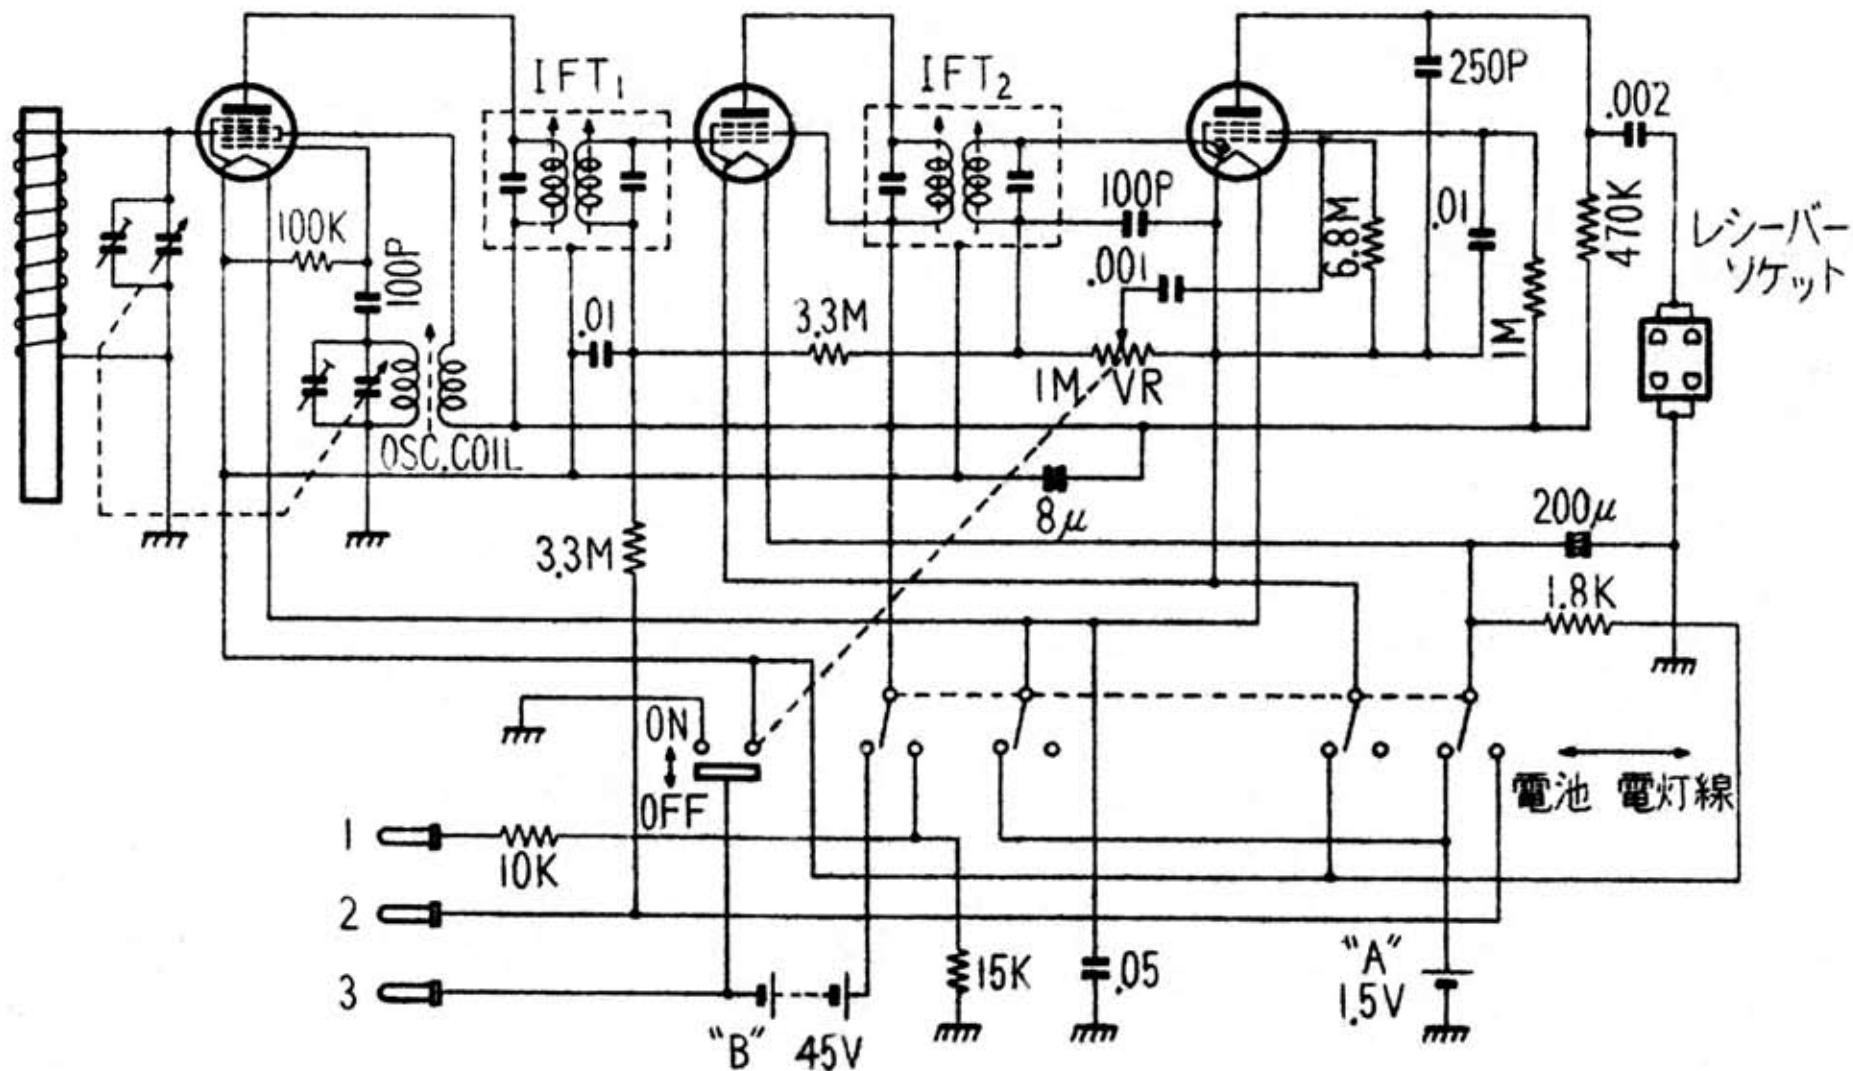 IFT1
IFT2
250P
.002
100K
100P
100P
.001
6.8M
.01
1M
470K
レシーバー
ソケット
.01
3.3M
1M VR
OSC.COIL
8μ
200μ
3.3M
1.8K
ON
OFF
電池 電灯線
1
10K
2
3
"B" 45V
15K
.05
"A"
1.5V